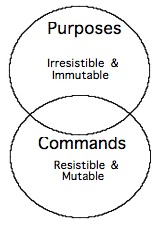 Purposes
Irresistible &
Immutable
Commands
Resistible &
Mutable